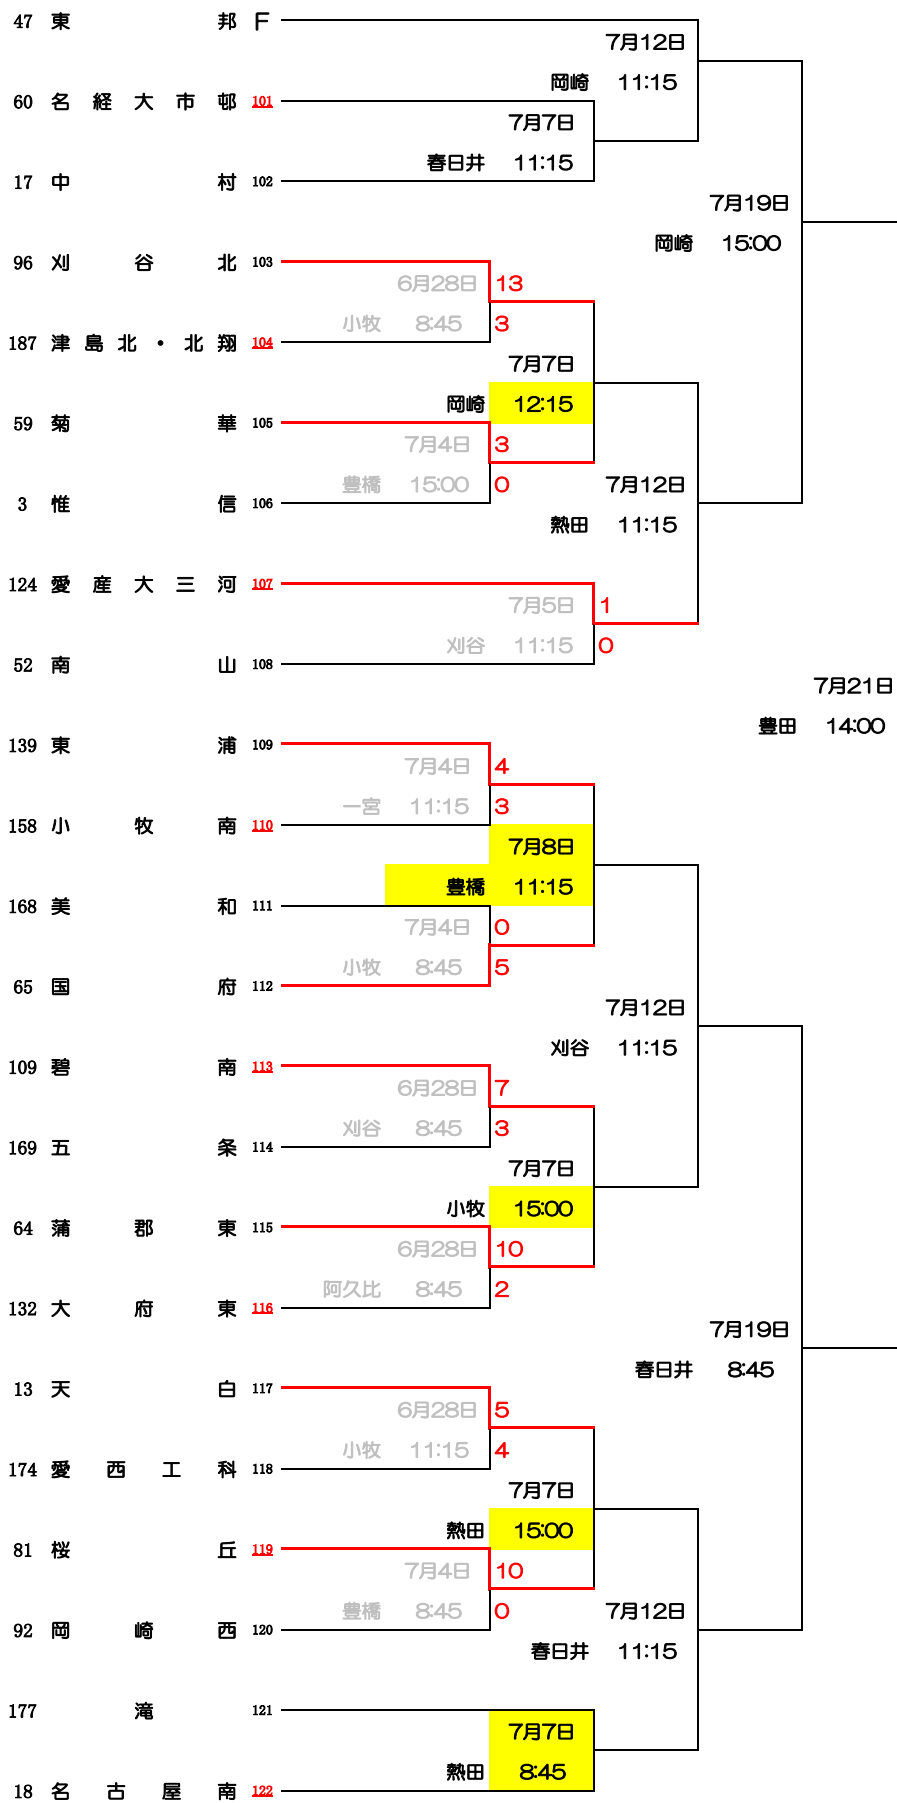 47 東邦 F
7月12日
岡崎 11:15
60 名経大市邨 101
7月7日
春日井 11:15
17 中村 102
7月19日
岡崎 15:00
96 刈谷北 103
6月28日 13
小牧 8:45 3
187 津島北・北翔 104
7月7日
岡崎 12:15
59 菊華 105
7月4日 3
豊橋 15:00 0
7月12日
3 惟信 106
熱田 11:15
124 愛産大三河 107
7月5日 1
刈谷 11:15 0
52 南山 108
7月21日
豊田 14:00
139 東浦 109
7月4日 4
一宮 11:15 3
158 小牧南 110
7月8日
豊橋 11:15
168 美和 111
7月4日 0
小牧 8:45 5
65 国府 112
7月12日
刈谷 11:15
109 碧南 113
6月28日 7
刈谷 8:45 3
169 五条 114
7月7日
小牧 15:00
64 蒲郡東 115
6月28日 10
阿久比 8:45 2
132 大府東 116
7月19日
春日井 8:45
13 天白 117
6月28日 5
小牧 11:15 4
174 愛西工科 118
7月7日
熱田 15:00
81 桜丘 119
7月4日 10
豊橋 8:45 0
7月12日
92 岡崎西 120
春日井 11:15
177 滝 121
7月7日
熱田 8:45
18 名古屋南 122